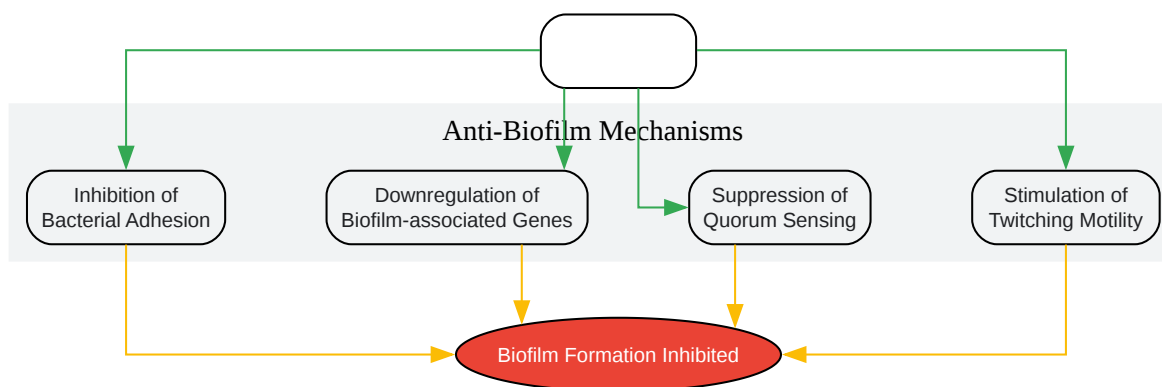 Anti-Biofilm Mechanisms
Inhibition of
Bacterial Adhesion
Downregulation of
Biofilm-associated Genes
Suppression of
Quorum Sensing
Stimulation of
Twitching Motility
Biofilm Formation Inhibited